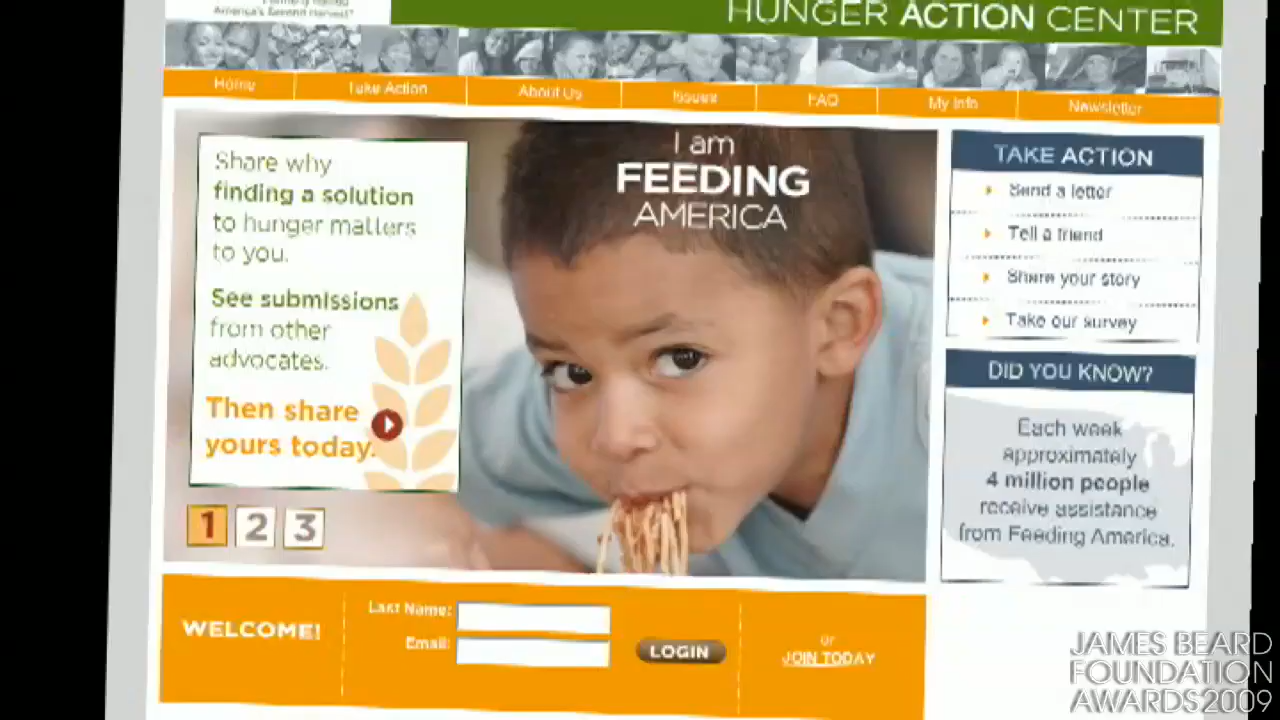 America's Second Harvest?
HUNGER ACTION CENTER
Home
Take Action
About Us
Issues
FAQ
My Info
Newsletter
Share why
finding a solution
to hunger matters
to you.
See submissions
from other
advocates.
Then share
yours today.
1 2 3
I am
FEEDING
AMERICA
TAKE ACTION
Send a letter
Tell a friend
Share your story
Take our survey
DID YOU KNOW?
Each week
approximately
4 million people
receive assistance
from Feeding America.
WELCOME!
Last Name:
Email:
LOGIN
or
JOIN TODAY
JAMES BEARD
FOUNDATION
AWARDS2009